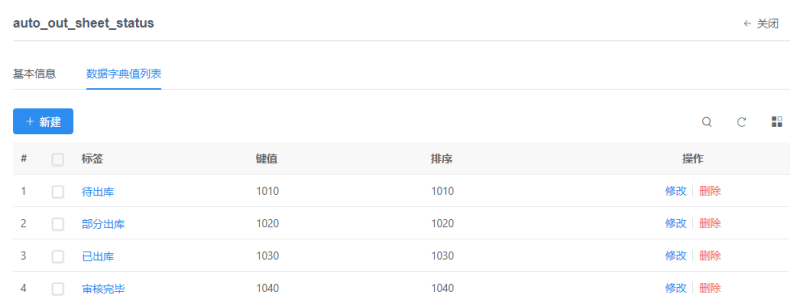 auto_out_sheet_status ← 关闭
基本信息 数据字典值列表
+ 新建
# 标签 键值 排序 操作
1 待出库 1010 1010 修改 删除
2 部分出库 1020 1020 修改 删除
3 已出库 1030 1030 修改 删除
4 审核完毕 1040 1040 修改 删除